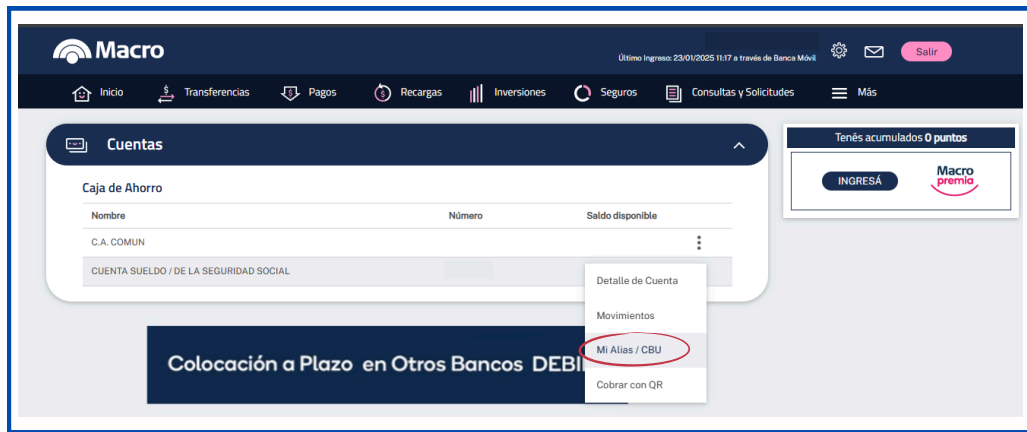 Macro
Último Ingreso: 23/01/2025 11:17 a través de Banca Móvil
Salir
Inicio Transferencias Pagos Recargas Inversiones Seguros Consultas y Solicitudes Más
Cuentas
Tenés acumulados 0 puntos
INGRESÁ
Macro
premia
Caja de Ahorro
Nombre Número Saldo disponible
C.A. COMUN
CUENTA SUELDO / DE LA SEGURIDAD SOCIAL
Detalle de Cuenta
Movimientos
Mi Alias / CBU
Cobrar con QR
Colocación a Plazo en Otros Bancos